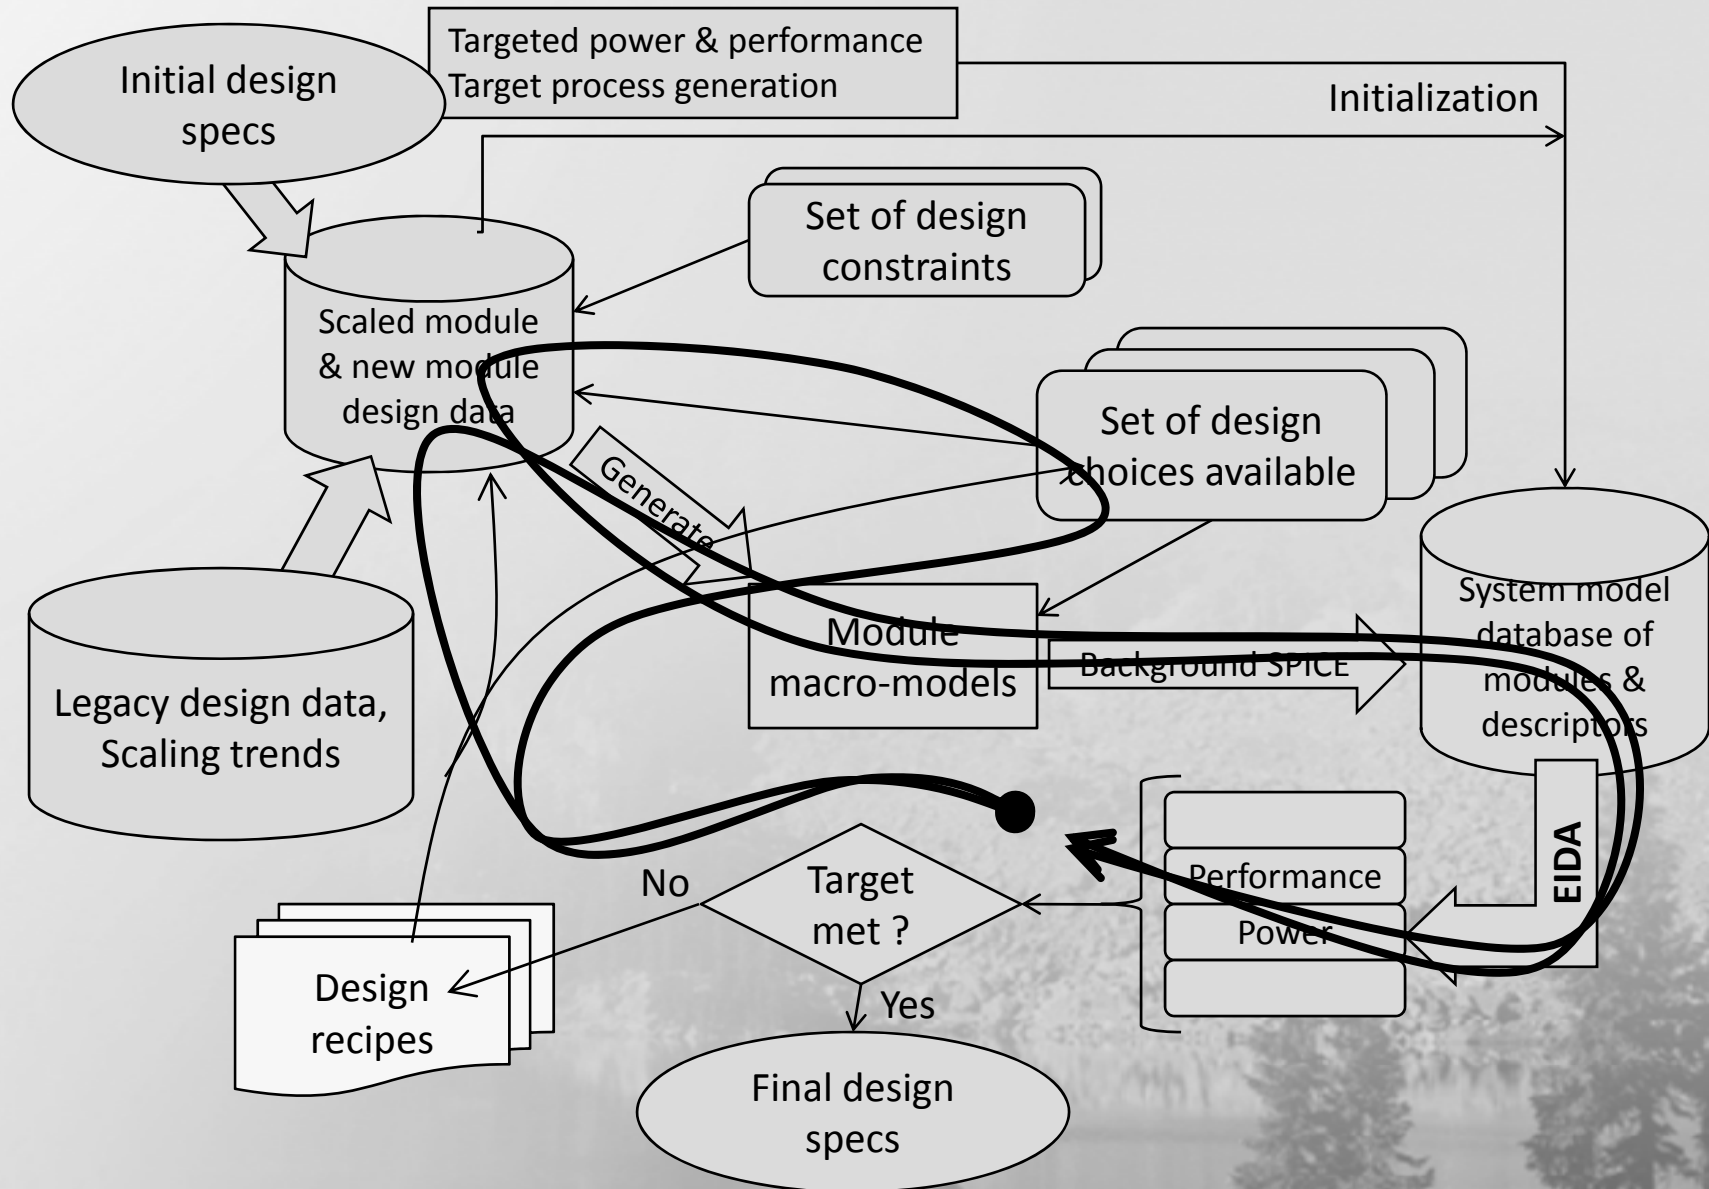 Initial design
specs
Targeted power & performance
Target process generation
Initialization
Set of design
constraints
Scaled module
& new module
design data
Set of design
choices available
Generate
System model
database of
modules &
descriptors
Module
macro-models
Background SPICE
Legacy design data,
Scaling trends
EIDA
Performance
Power
No
Target
met ?
Design
recipes
Yes
Final design
specs